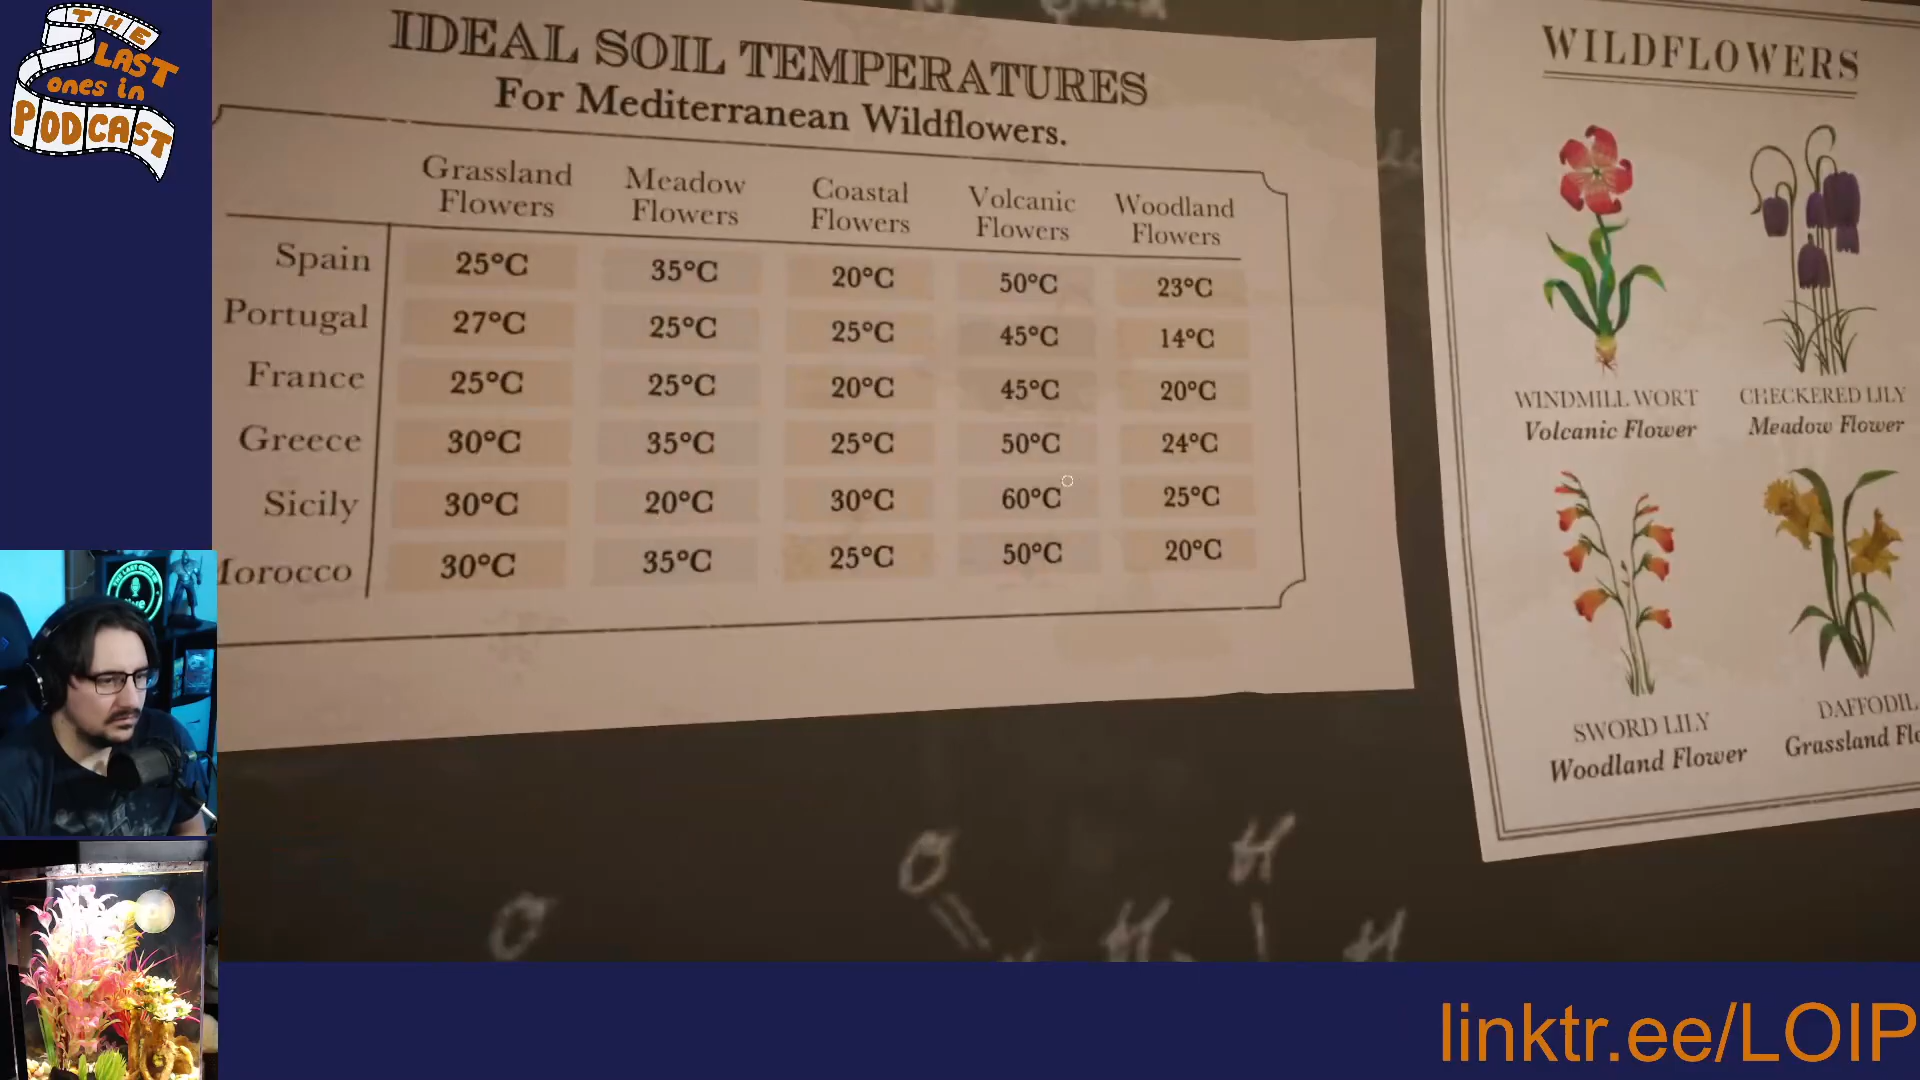 THE
LAST
ones in
PODCAST
IDEAL SOIL TEMPERATURES
For Mediterranean Wildflowers.
Grassland Flowers Meadow Flowers Coastal Flowers Volcanic Flowers Woodland Flowers
Spain 25°C 35°C 20°C 50°C 23°C
Portugal 27°C 25°C 25°C 45°C 14°C
France 25°C 25°C 20°C 45°C 20°C
Greece 30°C 35°C 25°C 50°C 24°C
Sicily 30°C 20°C 30°C 60°C 25°C
orocco 30°C 35°C 25°C 50°C 20°C
WILDFLOWERS
WINDMILL WORT
Volcanic Flower
CHECKERED LILY
Meadow Flower
SWORD LILY
Woodland Flower
DAFFODIL
Grassland Flo
O O H H H
linktr.ee/LOIP